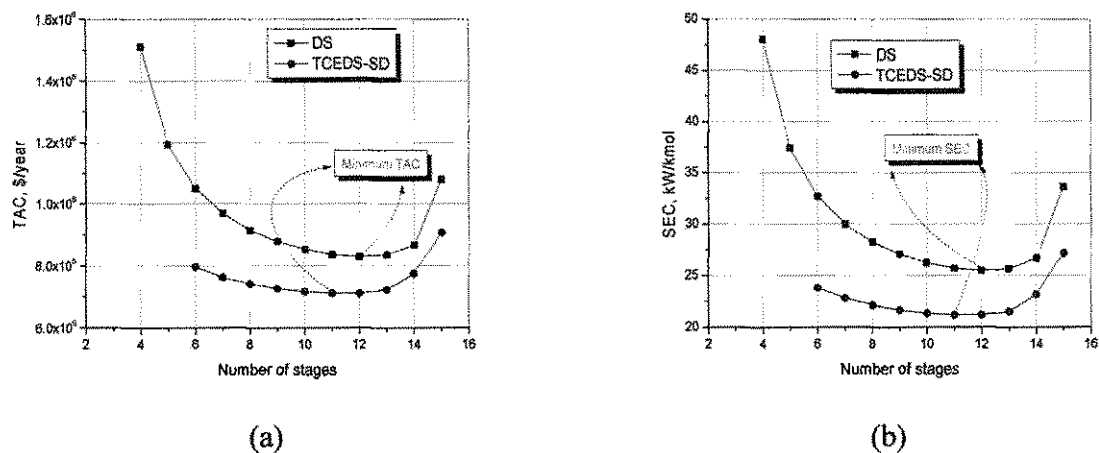 1.6x10⁶
1.4x10⁶
1.2x10⁶
1.0x10⁶
8.0x10⁵
6.0x10⁵
TAC, $/year
DS
TCEDS-SD
Minimum TAC
2 4 6 8 10 12 14 16
Number of stages
(a)
50
45
40
35
30
25
20
SEC, kW/kmol
DS
TCEDS-SD
Minimum SEC
2 4 6 8 10 12 14 16
Number of stages
(b)